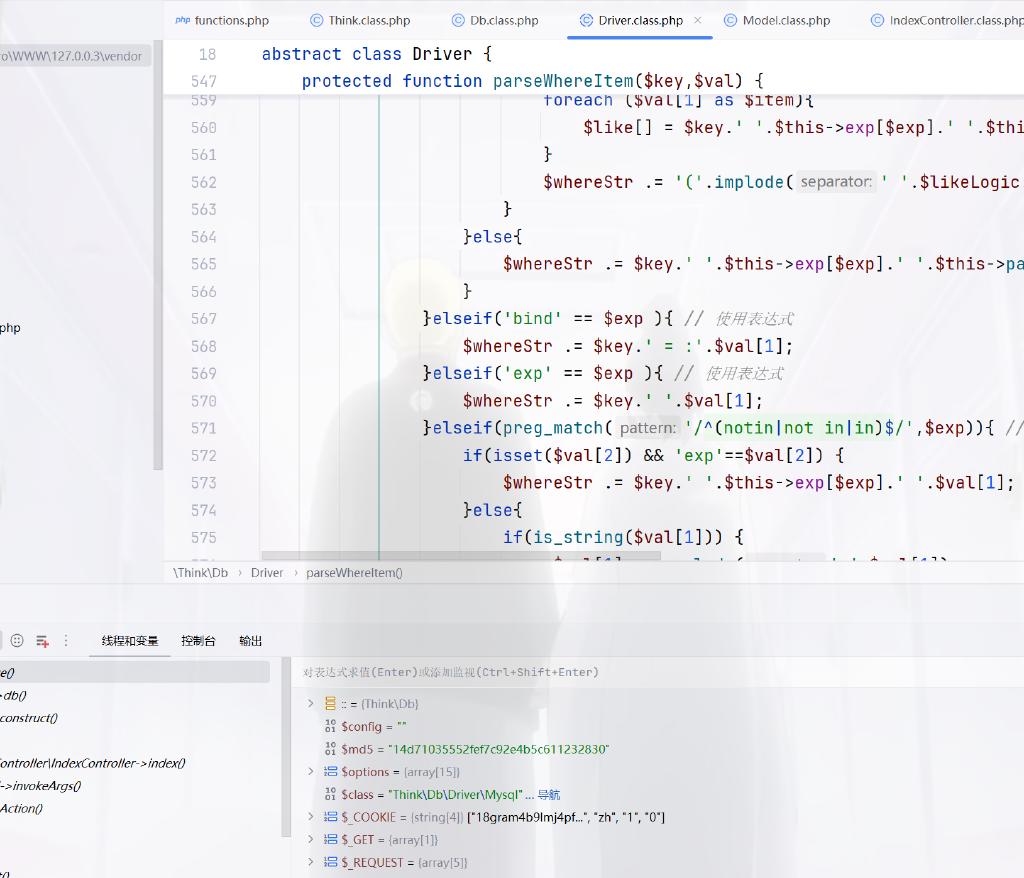 functions.php Think.class.php Db.class.php Driver.class.php Model.class.php IndexController.class.php
o\WWW\127.0.0.3\vendor
18 abstract class Driver {
547 protected function parseWhereItem($key,$val) {
559 foreach ($val[1] as $item){
560 $like[] = $key.' '.$this->exp[$exp].' '.$thi
561 }
562 $whereStr .= '('.implode( separator: ' '.$likeLogic
563 }
564 }else{
565 $whereStr .= $key.' '.$this->exp[$exp].' '.$this->pa
566 }
php
567 }elseif('bind' == $exp ){ // 使用表达式
568 $whereStr .= $key.' = :'.$val[1];
569 }elseif('exp' == $exp ){ // 使用表达式
570 $whereStr .= $key.' '.$val[1];
571 }elseif(preg_match( pattern: '/^(notin|not in|in)$/',$exp)){ //
572 if(isset($val[2]) && 'exp'==$val[2]) {
573 $whereStr .= $key.' '.$this->exp[$exp].' '.$val[1];
574 }else{
575 if(is_string($val[1])) {
\Think\Db › Driver › parseWhereItem()
线程和变量 控制台 输出
e()
>db()
construct()
ontroller\IndexController->index()
->invokeArgs()
Action()
对表达式求值(Enter)或添加监视(Ctrl+Shift+Enter)
:: = {Think\Db}
$config = ""
$md5 = "14d71035552fef7c92e4b5c611232830"
$options = {array[15]}
$class = "Think\Db\Driver\Mysql"... 导航
$_COOKIE = {string[4]} ["18gram4b9lmj4pf...", "zh", "1", "0"]
$_GET = {array[1]}
$_REQUEST = {array[5]}